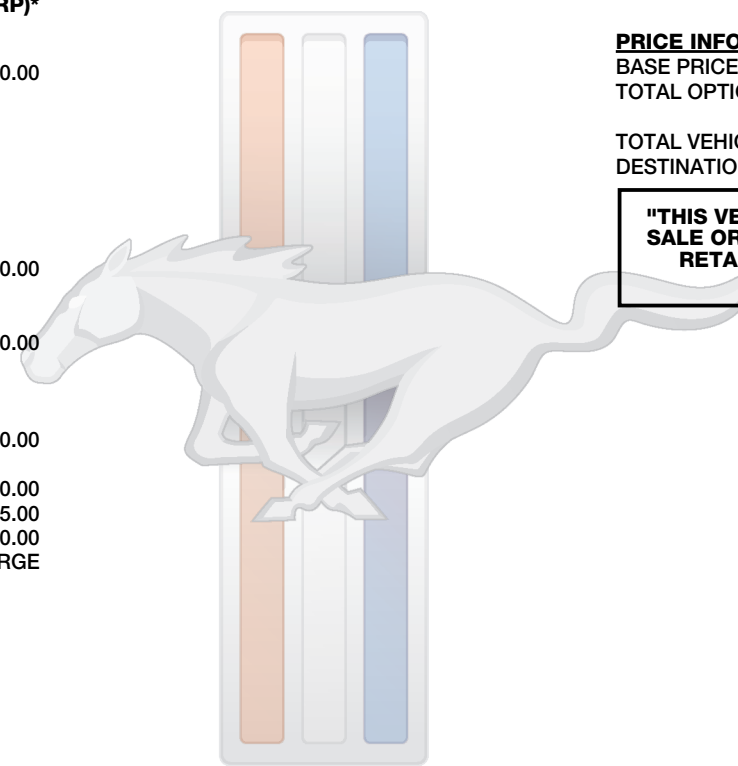 RP)*
0.00
0.00
0.00
0.00
0.00
5.00
0.00
RGE
PRICE INFO
BASE PRICE
TOTAL OPTIO
TOTAL VEHIC
DESTINATIO
"THIS VE
SALE OR
RETA